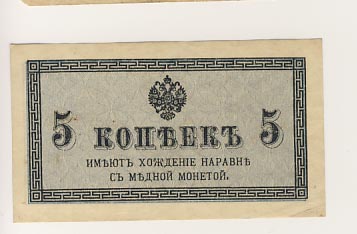 5 КОПѢЕКЪ 5
ИМѢЮТЪ ХОЖДЕНІЕ НАРАВНѢ
СЪ МѢДНОЙ МОНЕТОЙ.